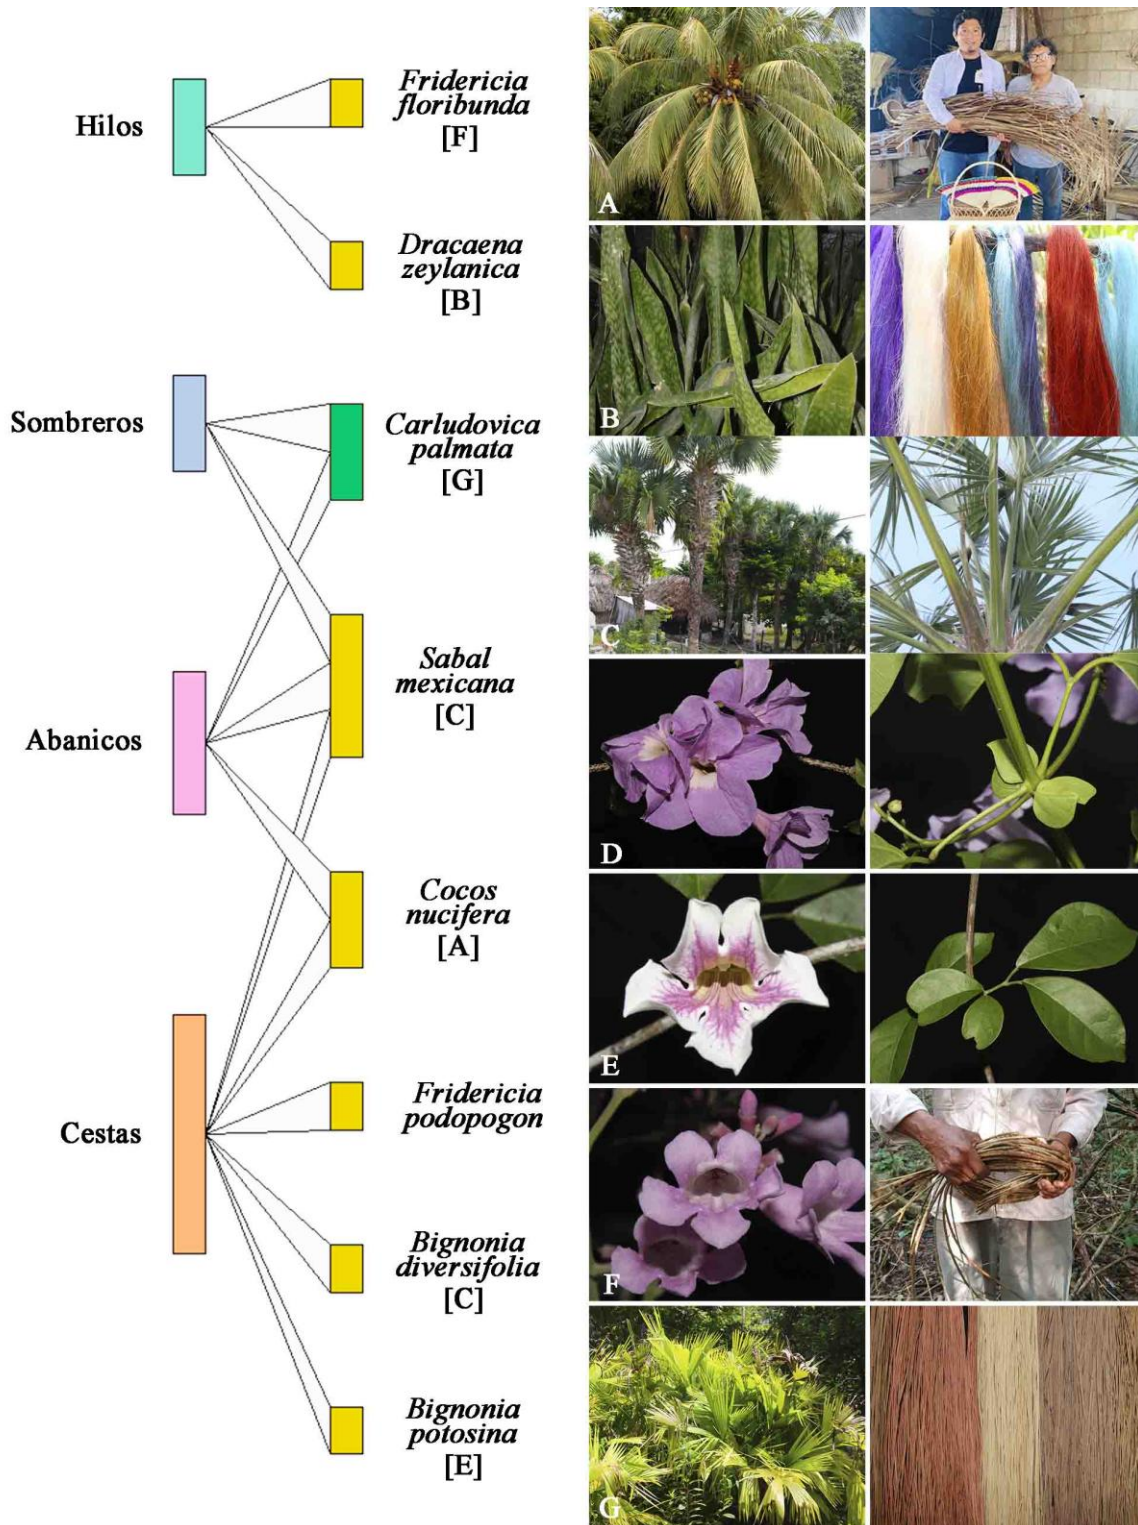 Hilos
Fridericia
floribunda
[F]
Dracaena
zeylanica
[B]
Sombreros
Carludovica
palmata
[G]
Sabal
mexicana
[C]
Abanicos
Cocos
nucifera
[A]
Cestas
Fridericia
podopogon
Bignonia
diversifolia
[C]
Bignonia
potosina
[E]
A
B
C
D
E
F
G